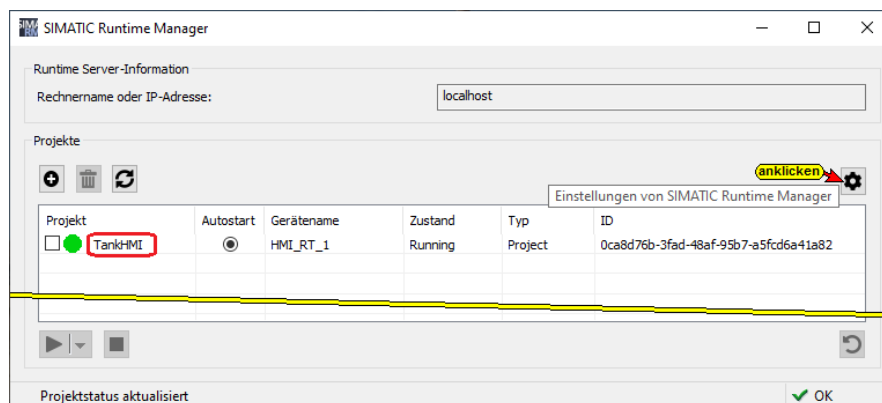 SIMATIC Runtime Manager
Runtime Server-Information
Rechnername oder IP-Adresse: localhost
Projekte
anklicken
Einstellungen von SIMATIC Runtime Manager
Projekt Autostart Gerätename Zustand Typ ID
TankHMI HMI_RT_1 Running Project 0ca8d76b-3fad-48af-95b7-a5fcd6a41a82
Projektstatus aktualisiert OK